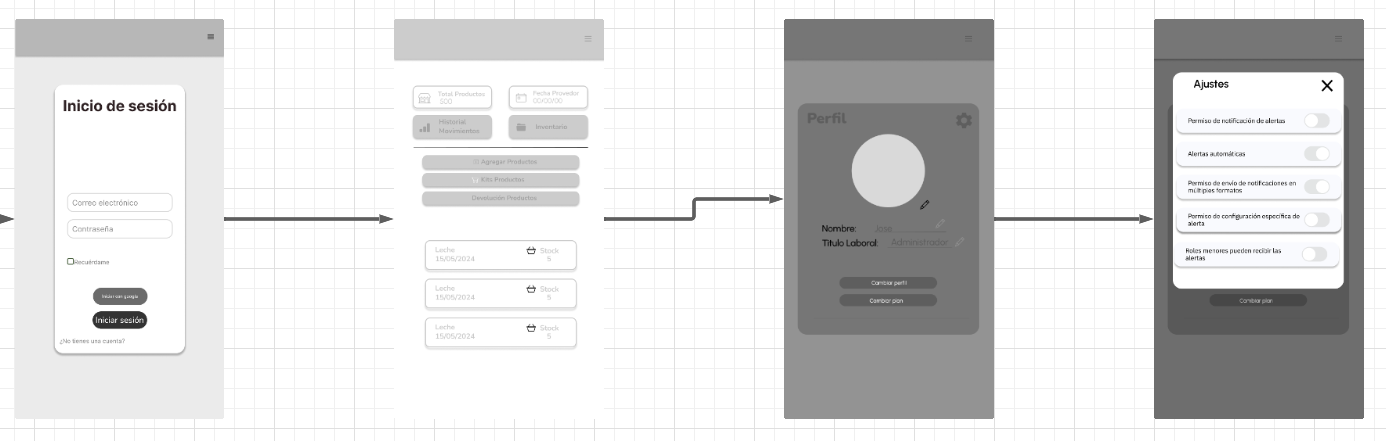 Inicio de sesión
Correo electrónico
Contraseña
Recuérdame
Iniciar con google
Iniciar sesión
¿No tienes una cuenta?
Total Productos
200
Fecha Provedor
00/00/00
Historial
Movimientos
Inventario
Agregar Productos
Kits Productos
Devolución Productos
Leche
15/05/2024
Stock
5
Leche
15/05/2024
Stock
5
Leche
15/05/2024
Stock
5
Perfil
Nombre: Jose
Titulo Laboral: Administrador
Cambiar perfil
Cambiar plan
Ajustes
Permiso de notificación de alertas
Alertas automáticas
Permiso de envío de notificaciones en
múltiples formatos
Permiso de configuración específica de
alerta
Roles menores pueden recibir las
alertas
Cambiar plan